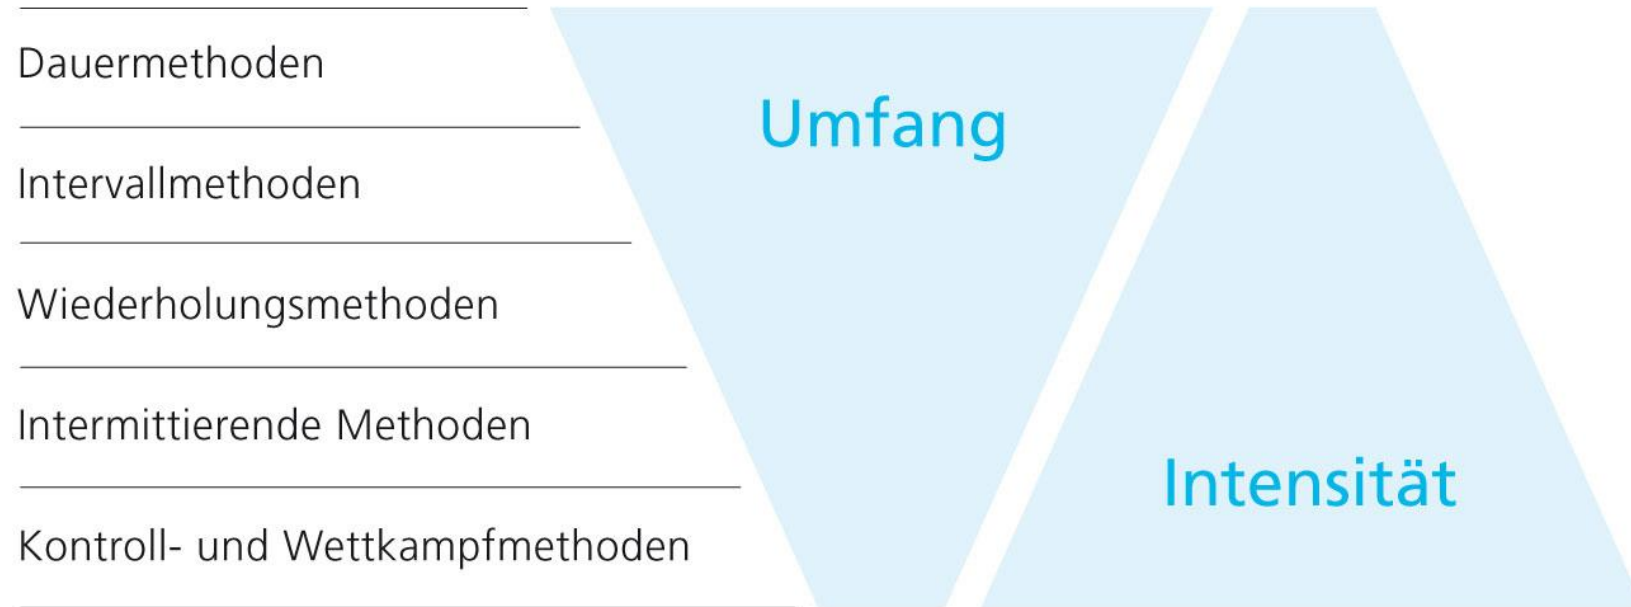 Dauermethoden
Umfang
Intervallmethoden
Wiederholungsmethoden
Intermittierende Methoden
Intensität
Kontroll- und Wettkampfmethoden